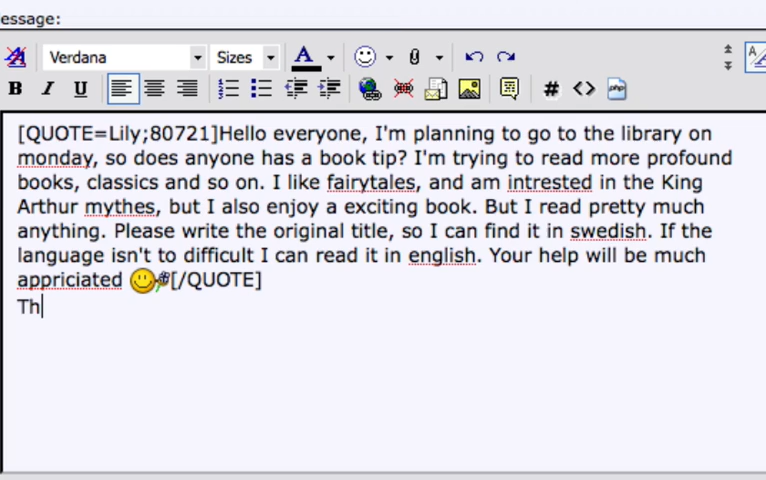 essage:
Verdana Sizes A
B I U # <> php
[QUOTE=Lily;80721]Hello everyone, I'm planning to go to the library on
monday, so does anyone has a book tip? I'm trying to read more profound
books, classics and so on. I like fairytales, and am intrested in the King
Arthur mythes, but I also enjoy a exciting book. But I read pretty much
anything. Please write the original title, so I can find it in swedish. If the
language isn't to difficult I can read it in english. Your help will be much
appriciated [/QUOTE]
Th